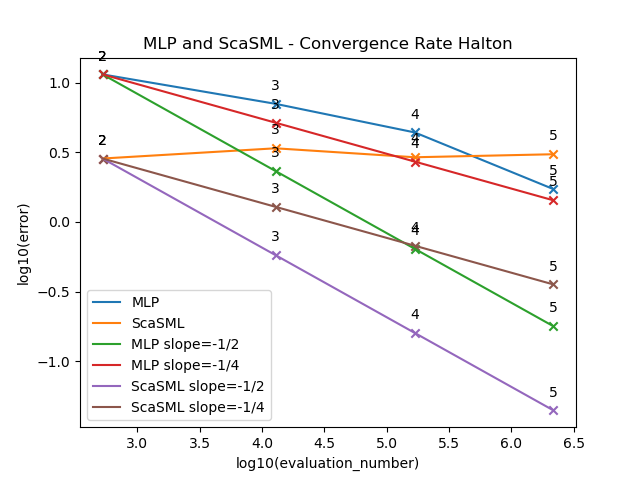 MLP and ScaSML - Convergence Rate Halton
log10(error)
1.0
0.5
0.0
−0.5
−1.0
2
2
3
3
3
3
3
3
4
4
4
4
4
4
5
5
5
5
5
5
MLP
ScaSML
MLP slope=-1/2
MLP slope=-1/4
ScaSML slope=-1/2
ScaSML slope=-1/4
3.0 3.5 4.0 4.5 5.0 5.5 6.0 6.5
log10(evaluation_number)